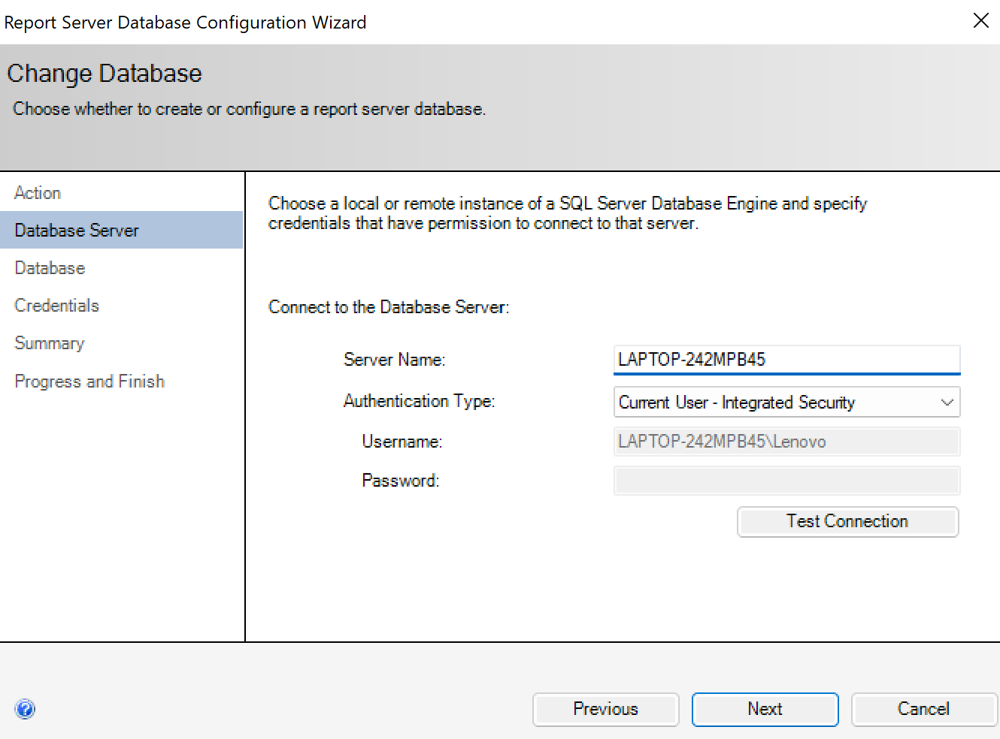 Report Server Database Configuration Wizard
Change Database
Choose whether to create or configure a report server database.
Action
Database Server
Database
Credentials
Summary
Progress and Finish
Choose a local or remote instance of a SQL Server Database Engine and specify
credentials that have permission to connect to that server.
Connect to the Database Server:
Server Name:
LAPTOP-242MPB45
Authentication Type:
Current User - Integrated Security
Username:
LAPTOP-242MPB45\Lenovo
Password:
Test Connection
Previous
Next
Cancel